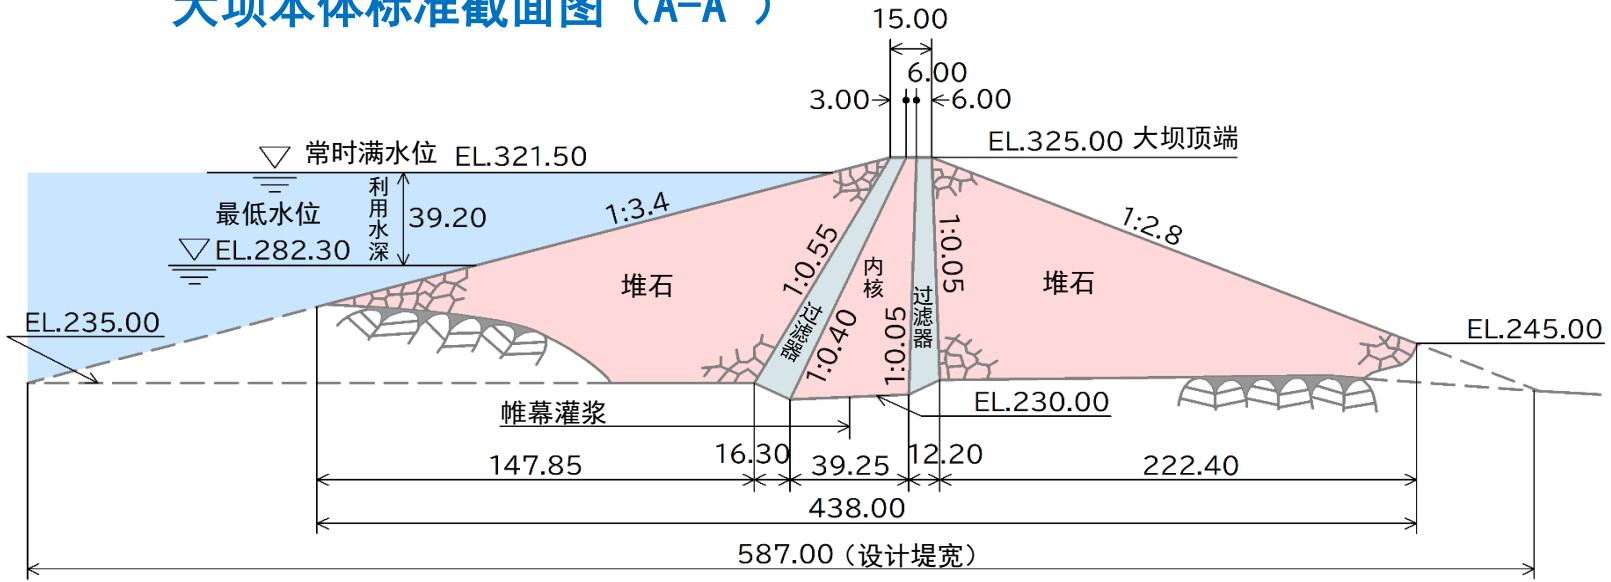 大坝本体标准截面图（A-A ）
15.00
6.00
3.00
6.00
EL.325.00 大坝顶端
常时满水位 EL.321.50
利用水深
39.20
最低水位
EL.282.30
1:3.4
1:2.8
1:0.55
1:0.05
内核
堆石
堆石
过滤器
过滤器
1:0.40
1:0.05
EL.235.00
EL.245.00
EL.230.00
帷幕灌浆
147.85
16.30
39.25
12.20
222.40
438.00
587.00（设计堤宽）